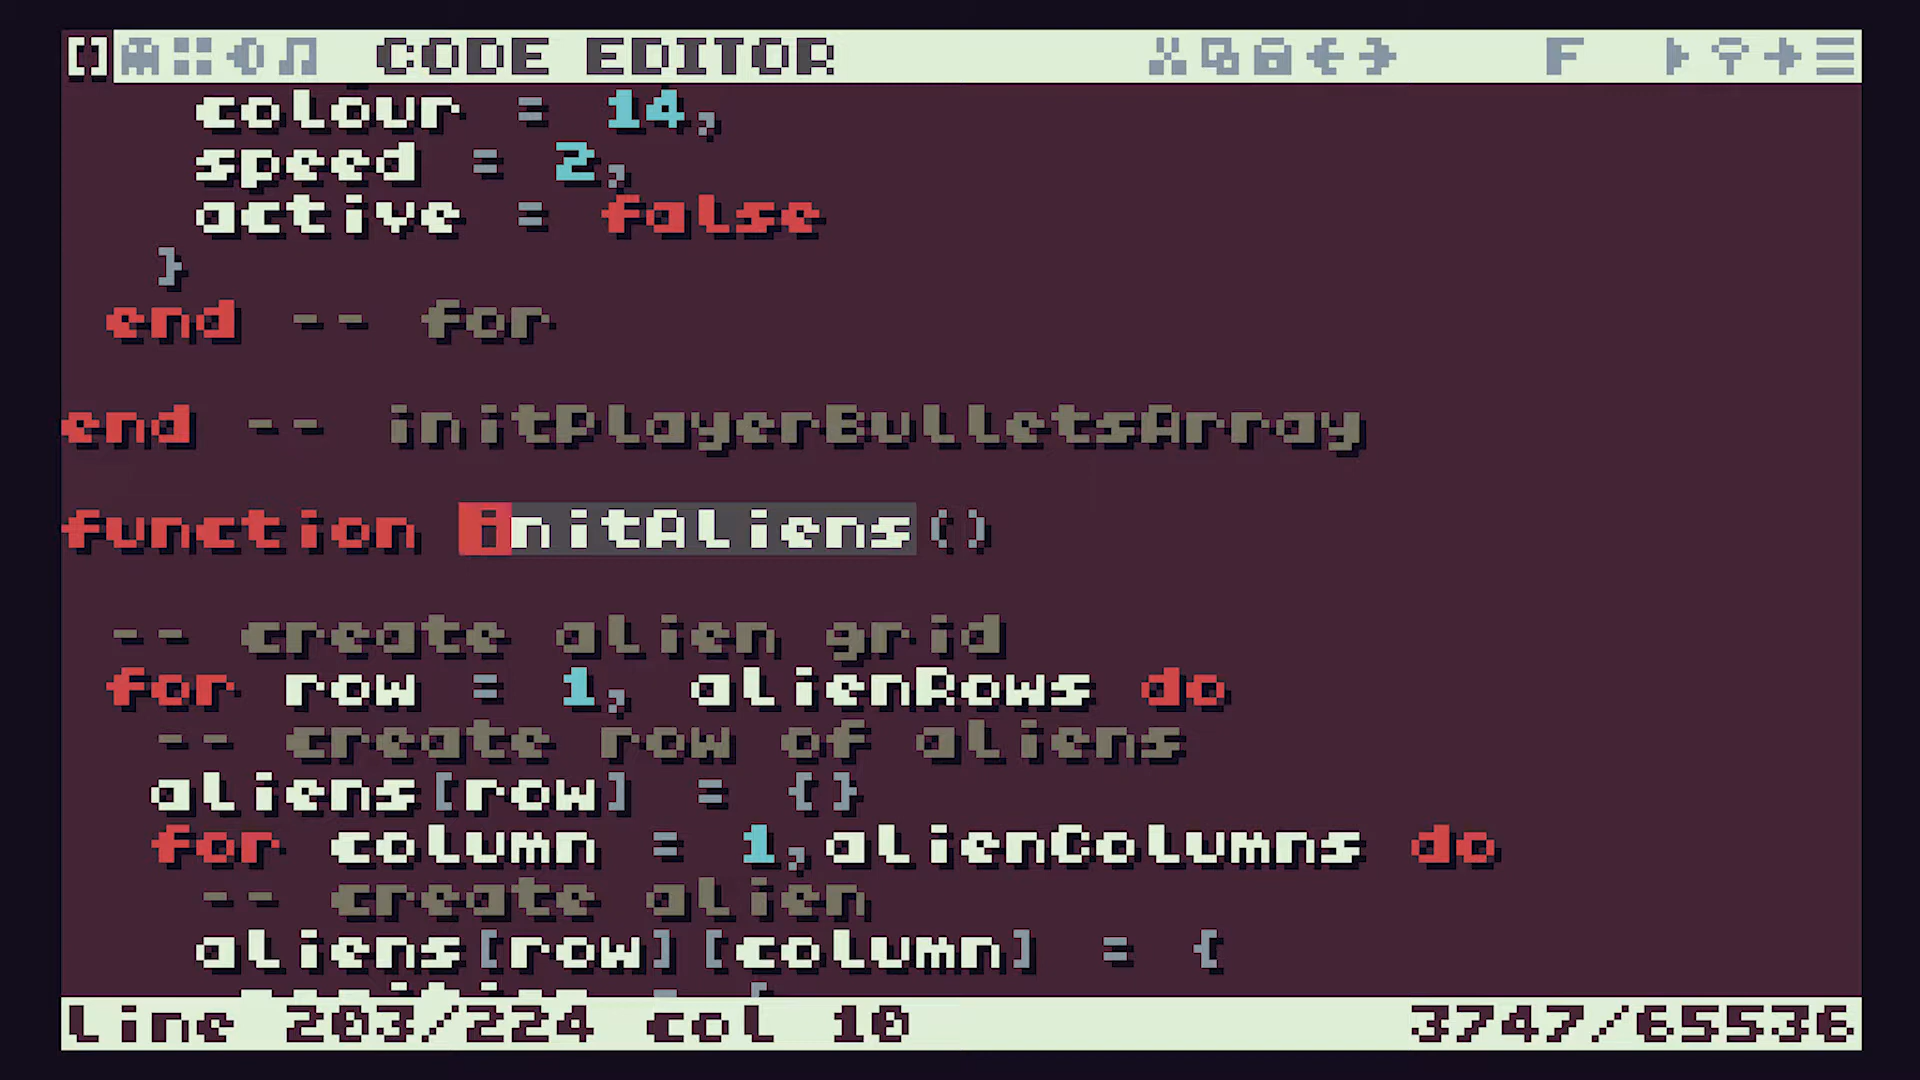 CODE EDITOR F
colour = 14,
speed = 2,
active = false
}
end -- for
end -- initPlayerBulletsArray
function initAliens()
-- create alien grid
for row = 1, alienRows do
-- create row of aliens
aliens[row] = {}
for column = 1,alienColumns do
-- create alien
aliens[row][column] = {
line 203/224 col 10 3747/65536